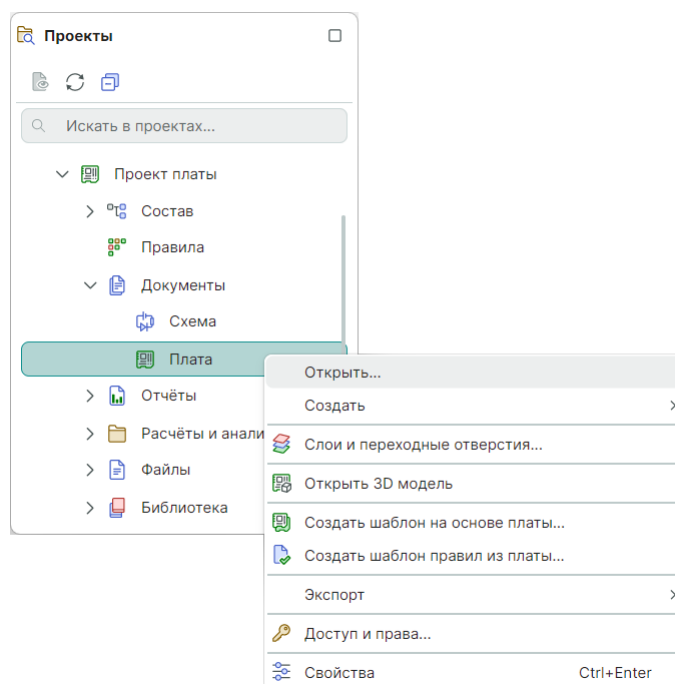 Проекты
Искать в проектах...
Проект платы
Состав
Правила
Документы
Схема
Плата
Отчёты
Расчёты и анали
Файлы
Библиотека
Открыть...
Создать
Слои и переходные отверстия...
Открыть 3D модель
Создать шаблон на основе платы...
Создать шаблон правил из платы...
Экспорт
Доступ и права...
Свойства Ctrl+Enter